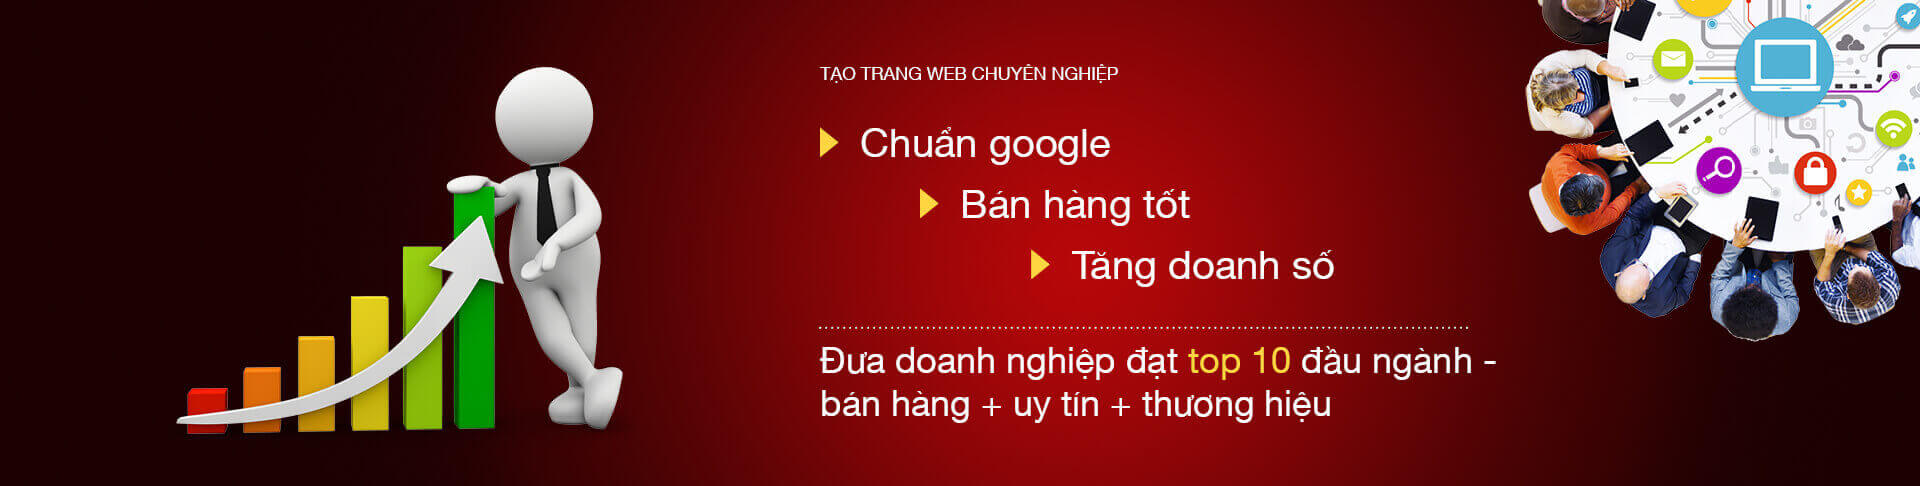 TẠO TRANG WEB CHUYÊN NGHIỆP
Chuẩn google
Bán hàng tốt
Tăng doanh số
Đưa doanh nghiệp đạt top 10 đầu ngành -
bán hàng + uy tín + thương hiệu